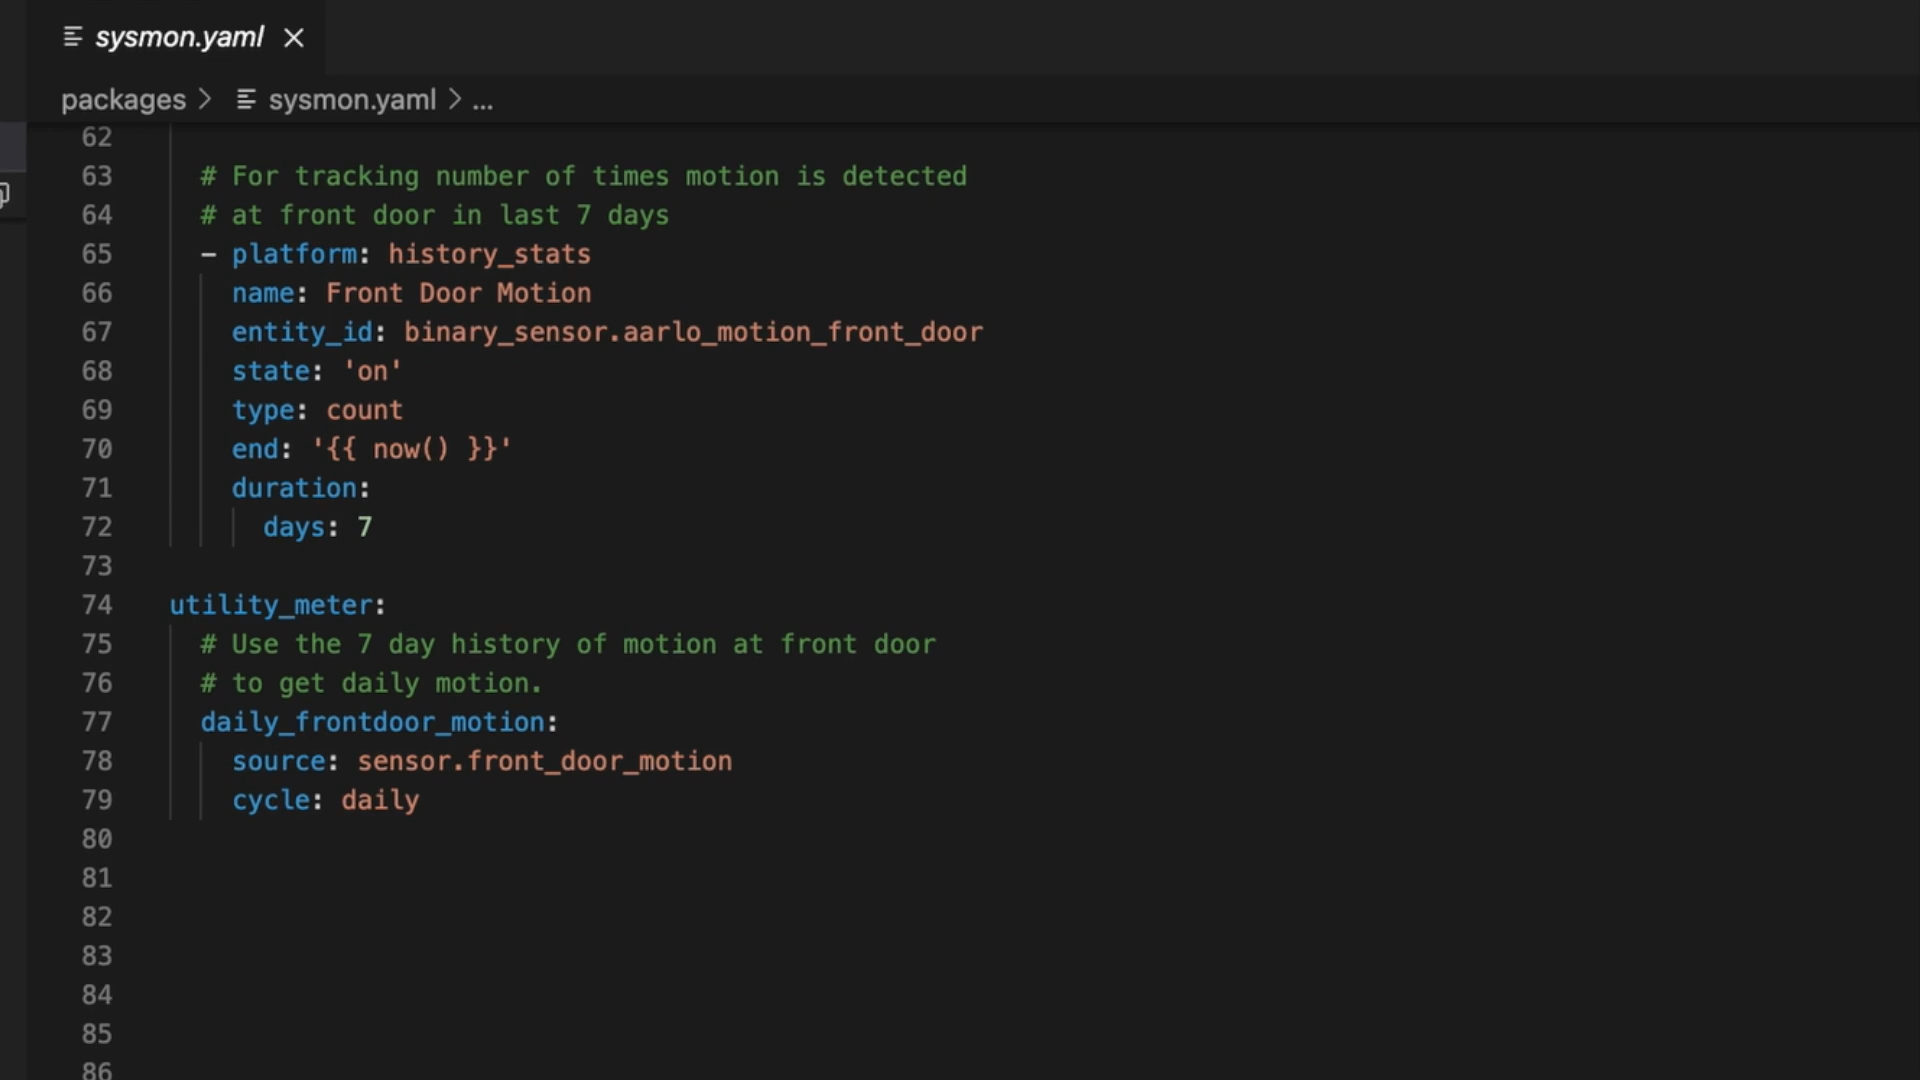 sysmon.yaml
packages > sysmon.yaml > ...
62
63 # For tracking number of times motion is detected
64 # at front door in last 7 days
65 - platform: history_stats
66 name: Front Door Motion
67 entity_id: binary_sensor.aarlo_motion_front_door
68 state: 'on'
69 type: count
70 end: '{{ now() }}'
71 duration:
72 days: 7
73
74 utility_meter:
75 # Use the 7 day history of motion at front door
76 # to get daily motion.
77 daily_frontdoor_motion:
78 source: sensor.front_door_motion
79 cycle: daily
80
81
82
83
84
85
86